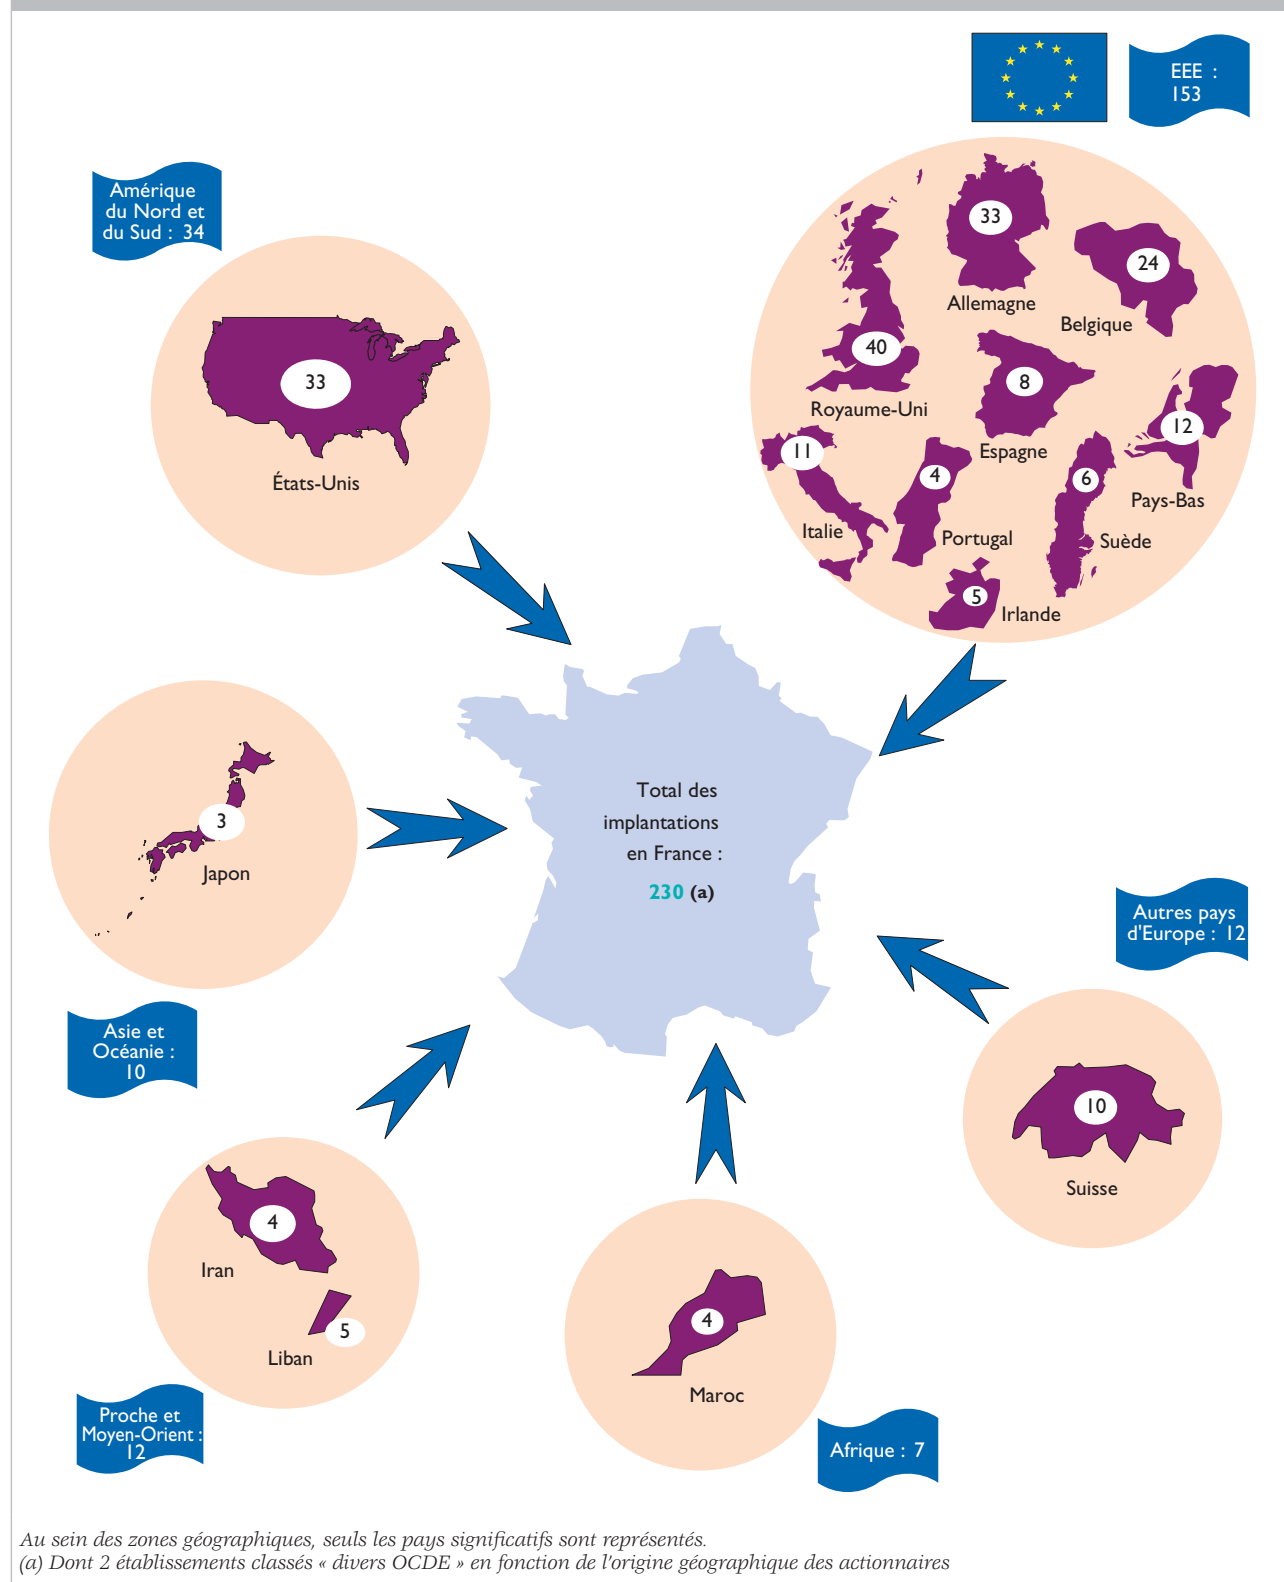 EEE :
153
Amérique
du Nord et
du Sud : 34
33
États-Unis
33
Allemagne
24
Belgique
40
Royaume-Uni
8
Espagne
12
Pays-Bas
11
Italie
4
Portugal
6
Suède
5
Irlande
Total des
implantations
en France :
230 (a)
3
Japon
Asie et
Océanie :
10
Autres pays
d'Europe : 12
10
Suisse
4
Iran
5
Liban
Proche et
Moyen-Orient :
12
4
Maroc
Afrique : 7
Au sein des zones géographiques, seuls les pays significatifs sont représentés.
(a) Dont 2 établissements classés « divers OCDE » en fonction de l'origine géographique des actionnaires